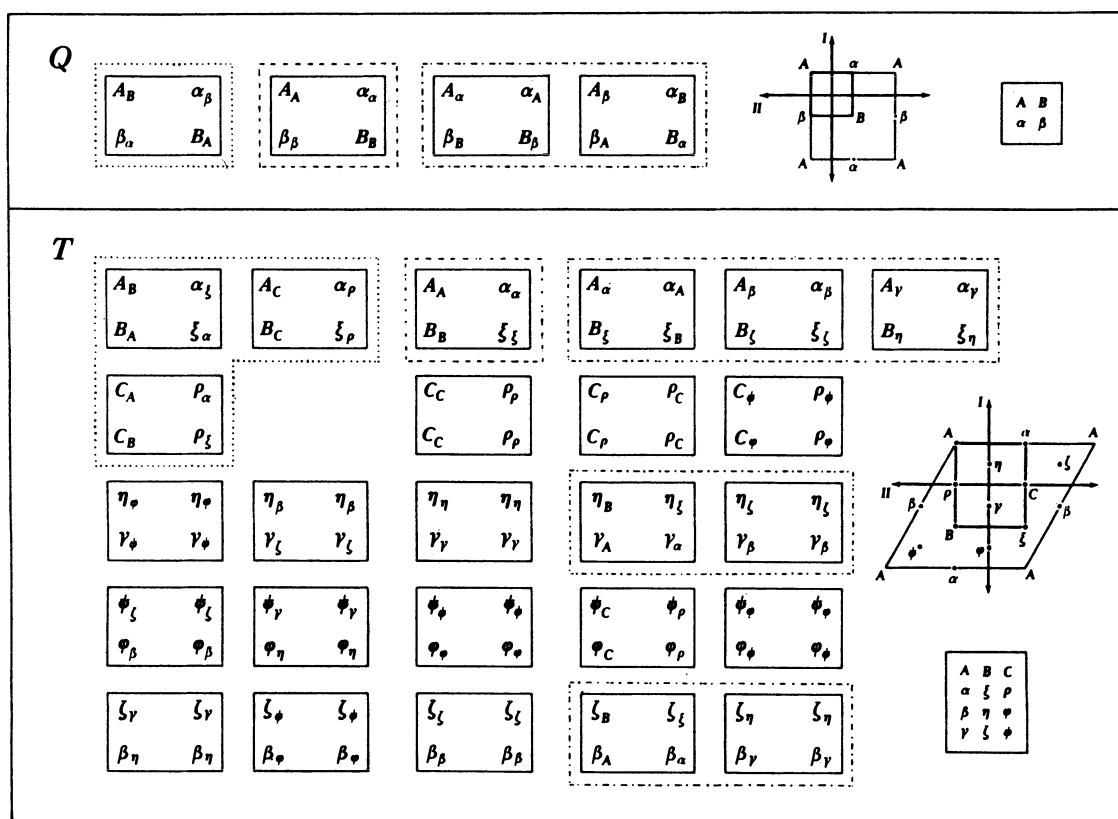 Q
A_B α_β A_A α_α A_α α_A A_β α_B
β_α B_A β_β B_B β_B B_β β_A B_α
I
A α A
II
β B β
A α A
A B
α β
T
A_B α_ζ A_C α_ρ A_A α_α A_α α_A A_β α_β A_γ α_γ
B_A ξ_α B_C ξ_ρ B_B ξ_ξ B_ξ ξ_B B_ζ ξ_ζ B_η ξ_η
C_A ρ_α C_C ρ_ρ C_ρ ρ_C C_ϕ ρ_ϕ
C_B ρ_ξ C_C ρ_ρ C_ρ ρ_C C_φ ρ_φ
η_φ η_φ η_β η_β η_η η_η η_B η_ξ η_ζ η_ζ
γ_ϕ γ_ϕ γ_ζ γ_ζ γ_γ γ_γ γ_A γ_α γ_β γ_β
ϕ_ζ ϕ_ζ ϕ_γ ϕ_γ ϕ_ϕ ϕ_ϕ ϕ_C ϕ_ρ ϕ_φ ϕ_φ
φ_β φ_β φ_η φ_η φ_φ φ_φ φ_C φ_ρ φ_ϕ φ_ϕ
ζ_γ ζ_γ ζ_ϕ ζ_ϕ ζ_ζ ζ_ζ ζ_B ζ_ξ ζ_η ζ_η
β_η β_η β_φ β_φ β_β β_β β_A β_α β_γ β_γ
I
A α A
η ζ
II
ρ C
β γ β
B ξ
ϕ φ
A α A
A B C
α ξ ρ
β η φ
γ ζ ϕ